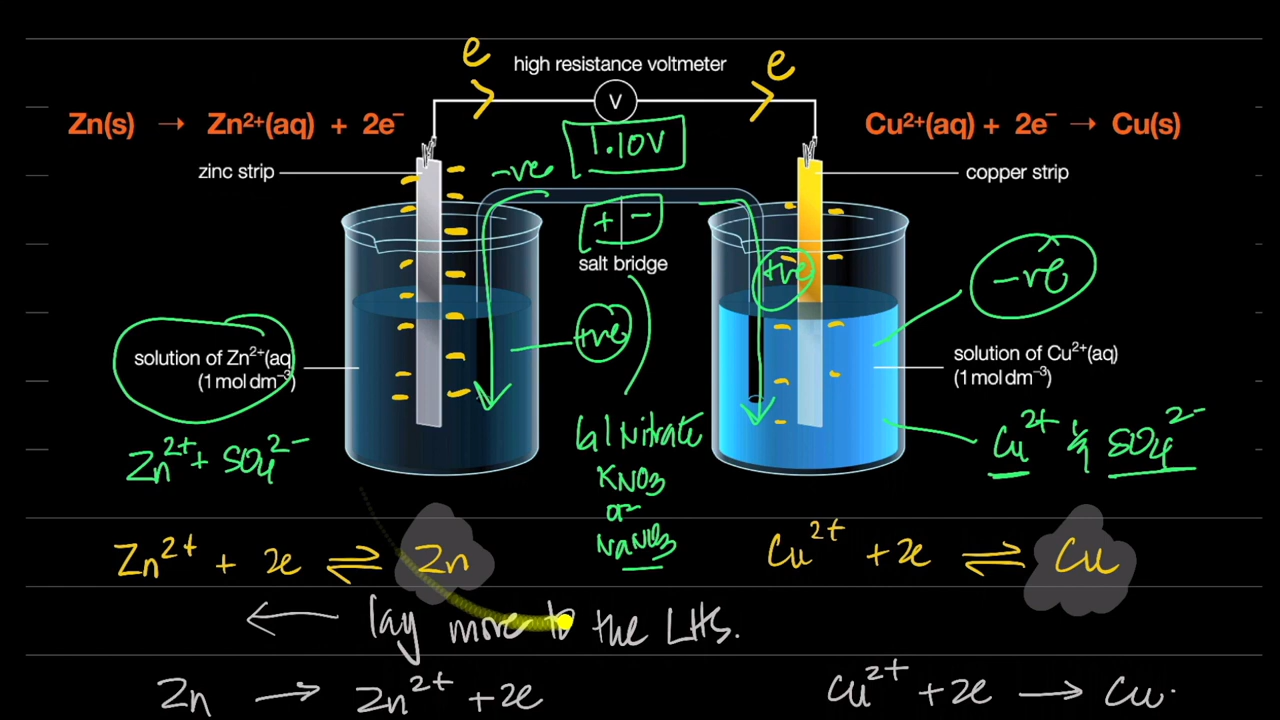 e
high resistance voltmeter
e
V
Zn(s) → Zn²⁺(aq) + 2e⁻
Cu²⁺(aq) + 2e⁻ → Cu(s)
1.10V
zinc strip
-ve
copper strip
+ | -
salt bridge
+ve
-ve
+ve
solution of Zn²⁺(aq
(1 mol dm⁻³)
solution of Cu²⁺(aq)
(1 mol dm⁻³)
Zn²⁺ + SO₄²⁻
G1 Nitrate
KNO3
or
NaNO3
Cu²⁺ & SO₄²⁻
Zn²⁺ + 2e ⇌ Zn
Cu²⁺ + 2e ⇌ Cu
← lay more to the LHS.
Zn → Zn²⁺ + 2e
Cu²⁺ + 2e → Cu.